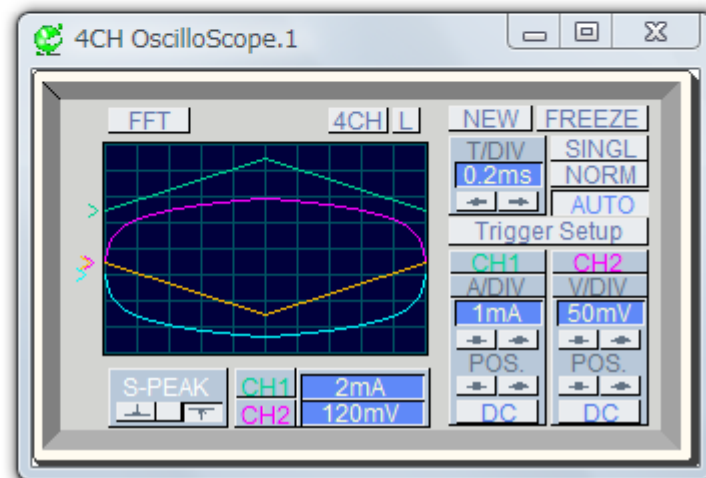 4CH OscilloScope.1
FFT 4CH L NEW FREEZE
T/DIV SINGL
0.2ms NORM
AUTO
Trigger Setup
CH1 CH2
A/DIV V/DIV
1mA 50mV
POS. POS.
DC DC
S-PEAK CH1 2mA
CH2 120mV